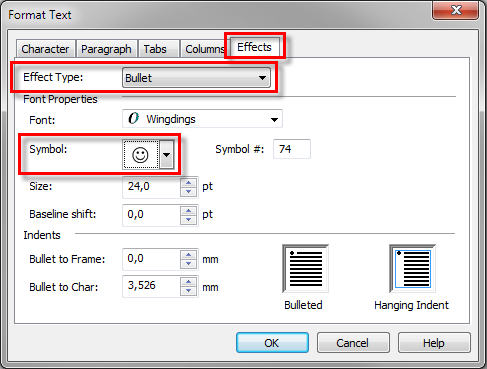 Format Text
Character Paragraph Tabs Columns Effects
Effect Type: Bullet
Font Properties
Font: O Wingdings
Symbol: ☺ Symbol #: 74
Size: 24,0 pt
Baseline shift: 0,0 pt
Indents
Bullet to Frame: 0,0 mm
Bullet to Char: 3,526 mm
Bulleted Hanging Indent
OK Cancel Help